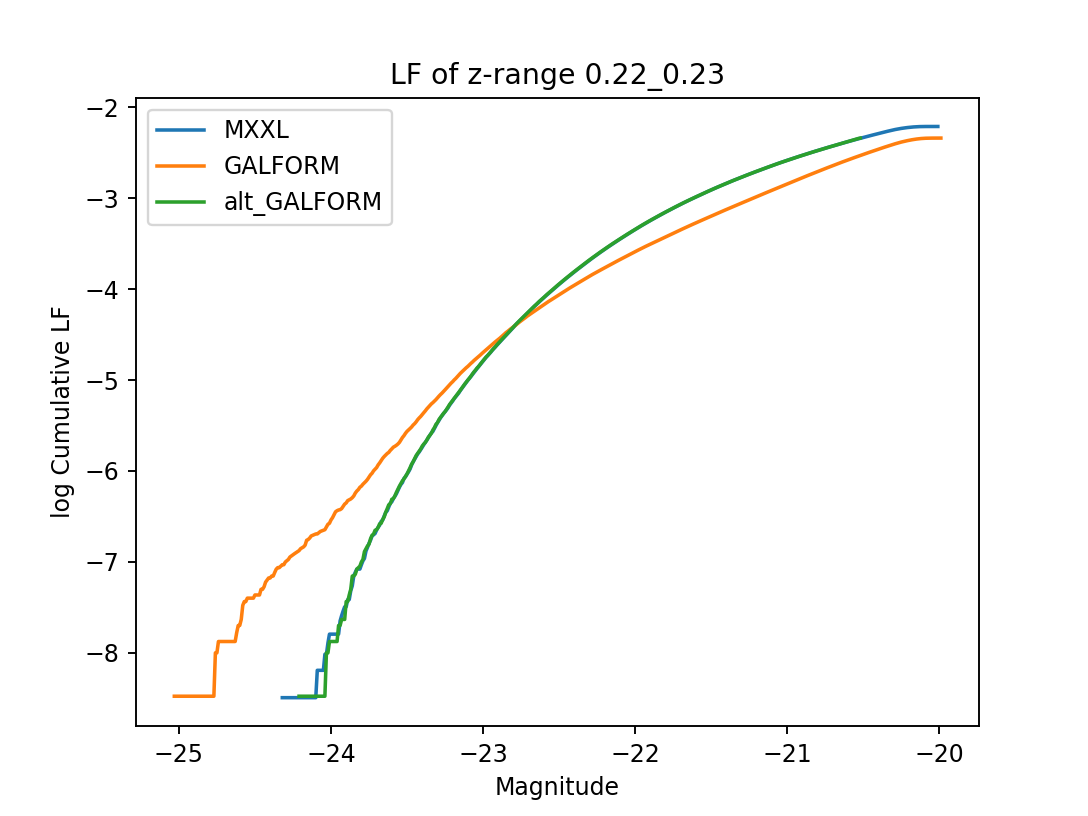 LF of z-range 0.22_0.23
MXXL
GALFORM
alt_GALFORM
log Cumulative LF
−2
−3
−4
−5
−6
−7
−8
−25
−24
−23
−22
−21
−20
Magnitude